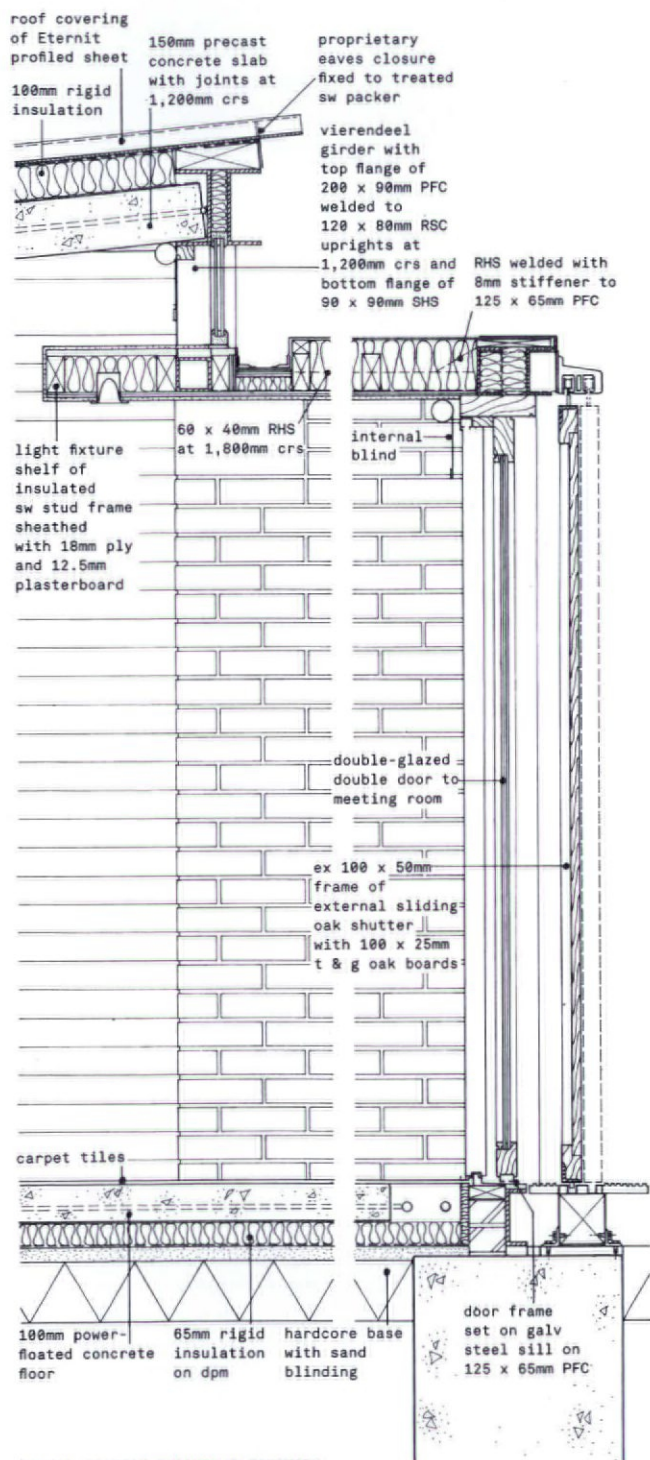 roof covering
of Eternit
profiled sheet
100mm rigid
insulation
150mm precast
concrete slab
with joints at
1,200mm crs
proprietary
eaves closure
fixed to treated
sw packer
vierendeel
girder with
top flange of
200 x 90mm PFC
welded to
120 x 80mm RSC
uprights at
1,200mm crs and
bottom flange of
90 x 90mm SHS
RHS welded with
8mm stiffener to
125 x 65mm PFC
light fixture
shelf of
insulated
sw stud frame
sheathed
with 18mm ply
and 12.5mm
plasterboard
60 x 40mm RHS
at 1,800mm crs
internal
blind
double-glazed
double door to
meeting room
ex 100 x 50mm
frame of
external sliding
oak shutter
with 100 x 25mm
t & g oak boards
carpet tiles
100mm power-
floated concrete
floor
65mm rigid
insulation
on dpm
hardcore base
with sand
blinding
door frame
set on galv
steel sill on
125 x 65mm PFC